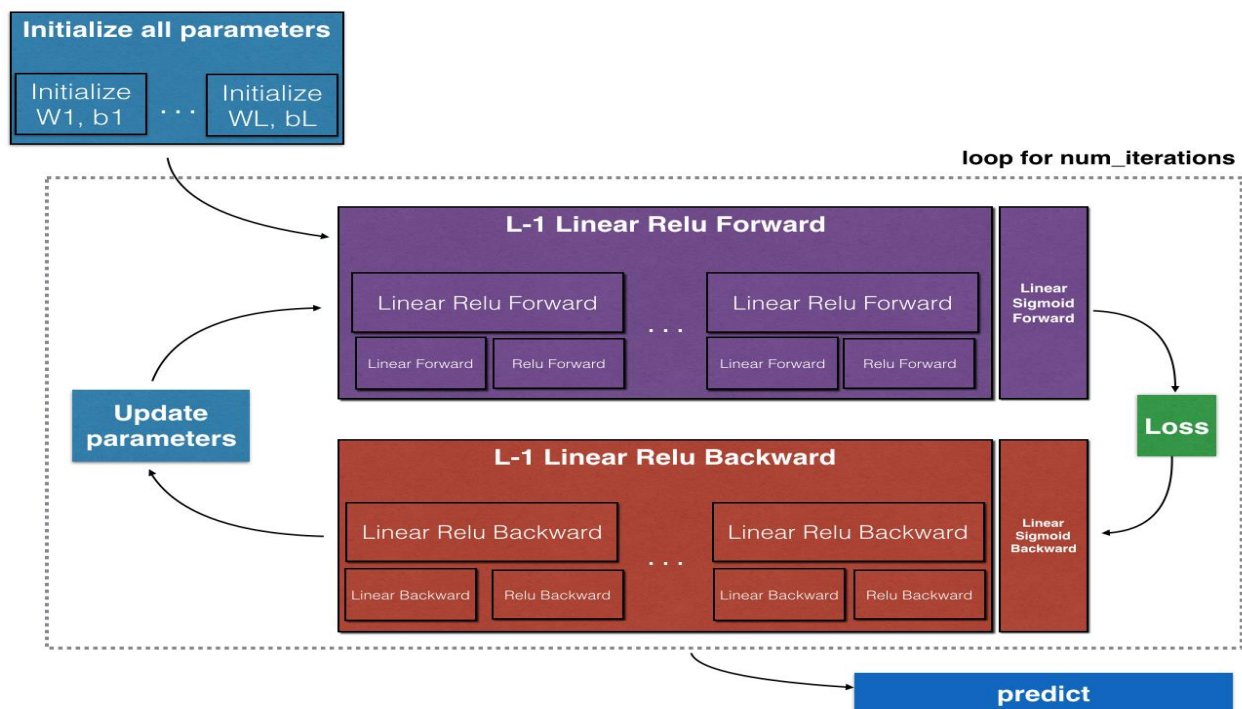 Initialize all parameters
Initialize
W1, b1
. . .
Initialize
WL, bL
loop for num_iterations
L-1 Linear Relu Forward
Linear Relu Forward
. . .
Linear Relu Forward
Linear Forward
Relu Forward
Linear Forward
Relu Forward
Linear
Sigmoid
Forward
Update
parameters
Loss
L-1 Linear Relu Backward
Linear Relu Backward
. . .
Linear Relu Backward
Linear Backward
Relu Backward
Linear Backward
Relu Backward
Linear
Sigmoid
Backward
predict